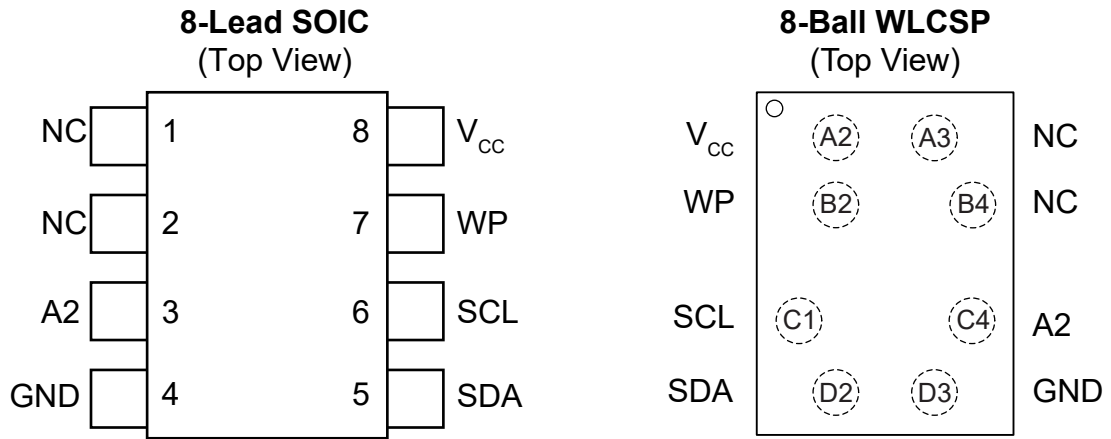 8-Lead SOIC
(Top View)
NC 1 8 VCC
NC 2 7 WP
A2 3 6 SCL
GND 4 5 SDA
8-Ball WLCSP
(Top View)
VCC A2 A3 NC
WP B2 B4 NC
SCL C1 C4 A2
SDA D2 D3 GND